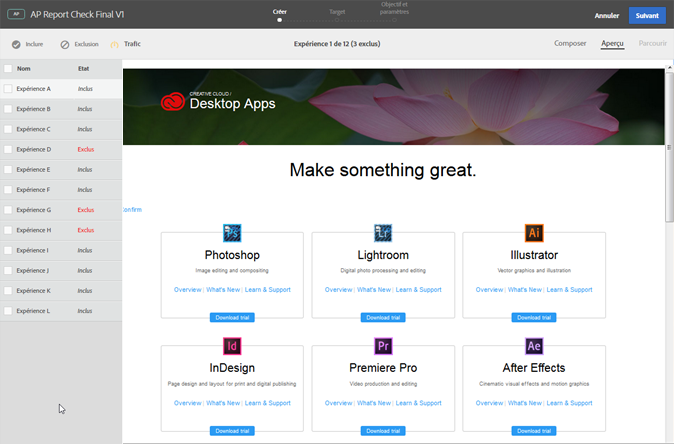 AP AP Report Check Final V1
Créer
Target
Objectif et
paramètres
Annuler
Suivant
Inclure Exclusion Trafic
Expérience 1 de 12 (3 exclus)
Composer Aperçu Parcourir
Nom Etat
Expérience A Inclus
Expérience B Inclus
Expérience C Inclus
Expérience D Exclus
Expérience E Inclus
Expérience F Inclus
Expérience G Exclus
Expérience H Exclus
Expérience I Inclus
Expérience J Inclus
Expérience K Inclus
Expérience L Inclus
CREATIVE CLOUD /
Desktop Apps
Make something great.
Confirm
Ps
Photoshop
Image editing and compositing
Overview | What's New | Learn & Support
Download trial
Lr
Lightroom
Digital photo processing and editing
Overview | What's New | Learn & Support
Download trial
Ai
Illustrator
Vector graphics and illustration
Overview | What's New | Learn & Support
Download trial
Id
InDesign
Page design and layout for print and digital publishing
Overview | What's New | Learn & Support
Download trial
Pr
Premiere Pro
Video production and editing
Overview | What's New | Learn & Support
Download trial
Ae
After Effects
Cinematic visual effects and motion graphics
Overview | What's New | Learn & Support
Download trial